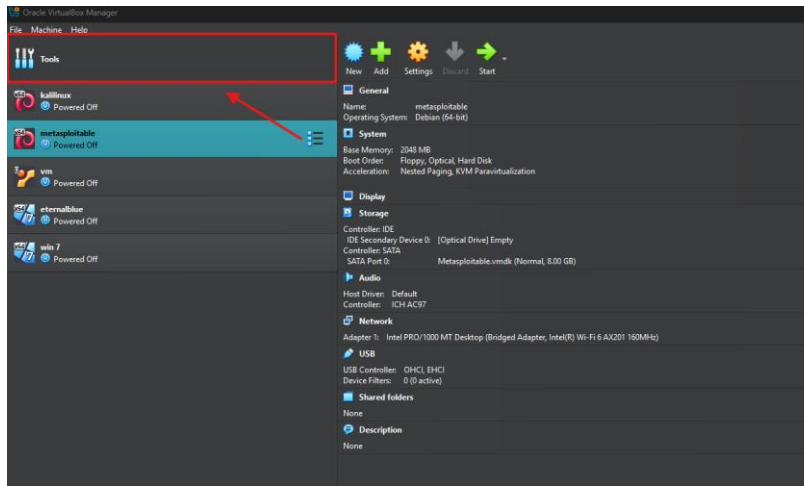 Oracle VirtualBox Manager
File Machine Help
Tools
New Add Settings Discard Start
kalilinux
Powered Off
metasploitable
Powered Off
vm
Powered Off
eternalblue
Powered Off
win 7
Powered Off
General
Name: metasploitable
Operating System: Debian (64-bit)
System
Base Memory: 2048 MB
Boot Order: Floppy, Optical, Hard Disk
Acceleration: Nested Paging, KVM Paravirtualization
Display
Storage
Controller: IDE
IDE Secondary Device 0: [Optical Drive] Empty
Controller: SATA
SATA Port 0: Metasploitable.vmdk (Normal, 8.00 GB)
Audio
Host Driver: Default
Controller: ICH AC97
Network
Adapter 1: Intel PRO/1000 MT Desktop (Bridged Adapter, Intel(R) Wi-Fi 6 AX201 160MHz)
USB
USB Controller: OHCI, EHCI
Device Filters: 0 (0 active)
Shared folders
None
Description
None